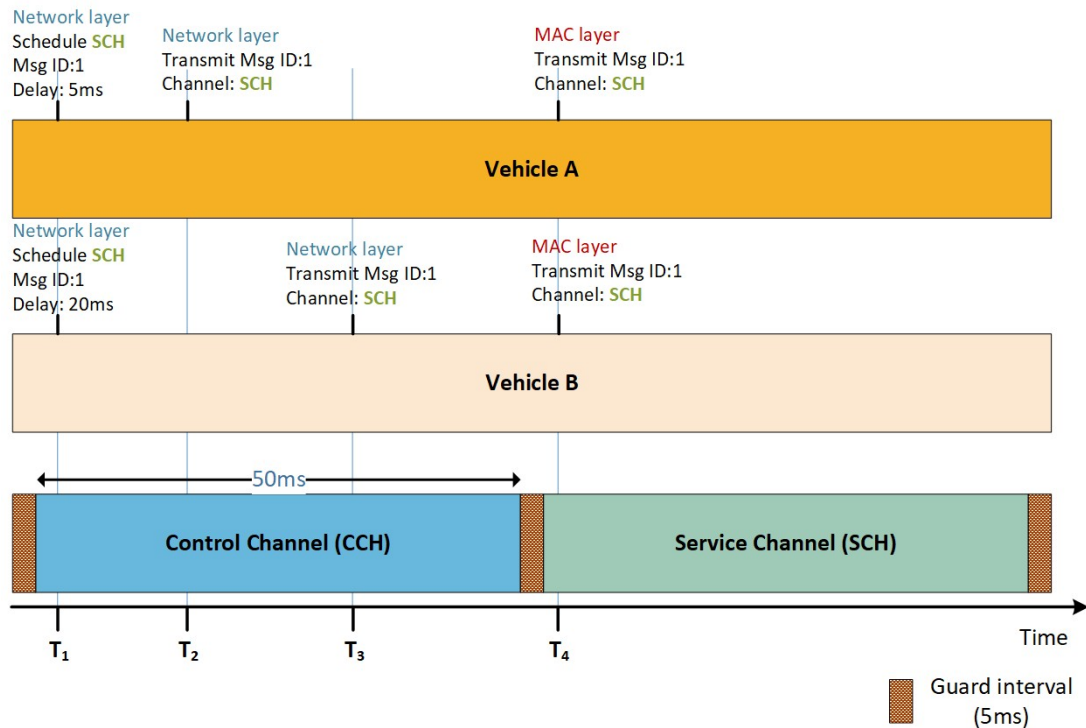 Network layer
Schedule SCH
Msg ID:1
Delay: 5ms
Network layer
Transmit Msg ID:1
Channel: SCH
MAC layer
Transmit Msg ID:1
Channel: SCH
Vehicle A
Network layer
Schedule SCH
Msg ID:1
Delay: 20ms
Network layer
Transmit Msg ID:1
Channel: SCH
MAC layer
Transmit Msg ID:1
Channel: SCH
Vehicle B
50ms
Control Channel (CCH)
Service Channel (SCH)
T₁
T₂
T₃
T₄
Time
Guard interval
(5ms)